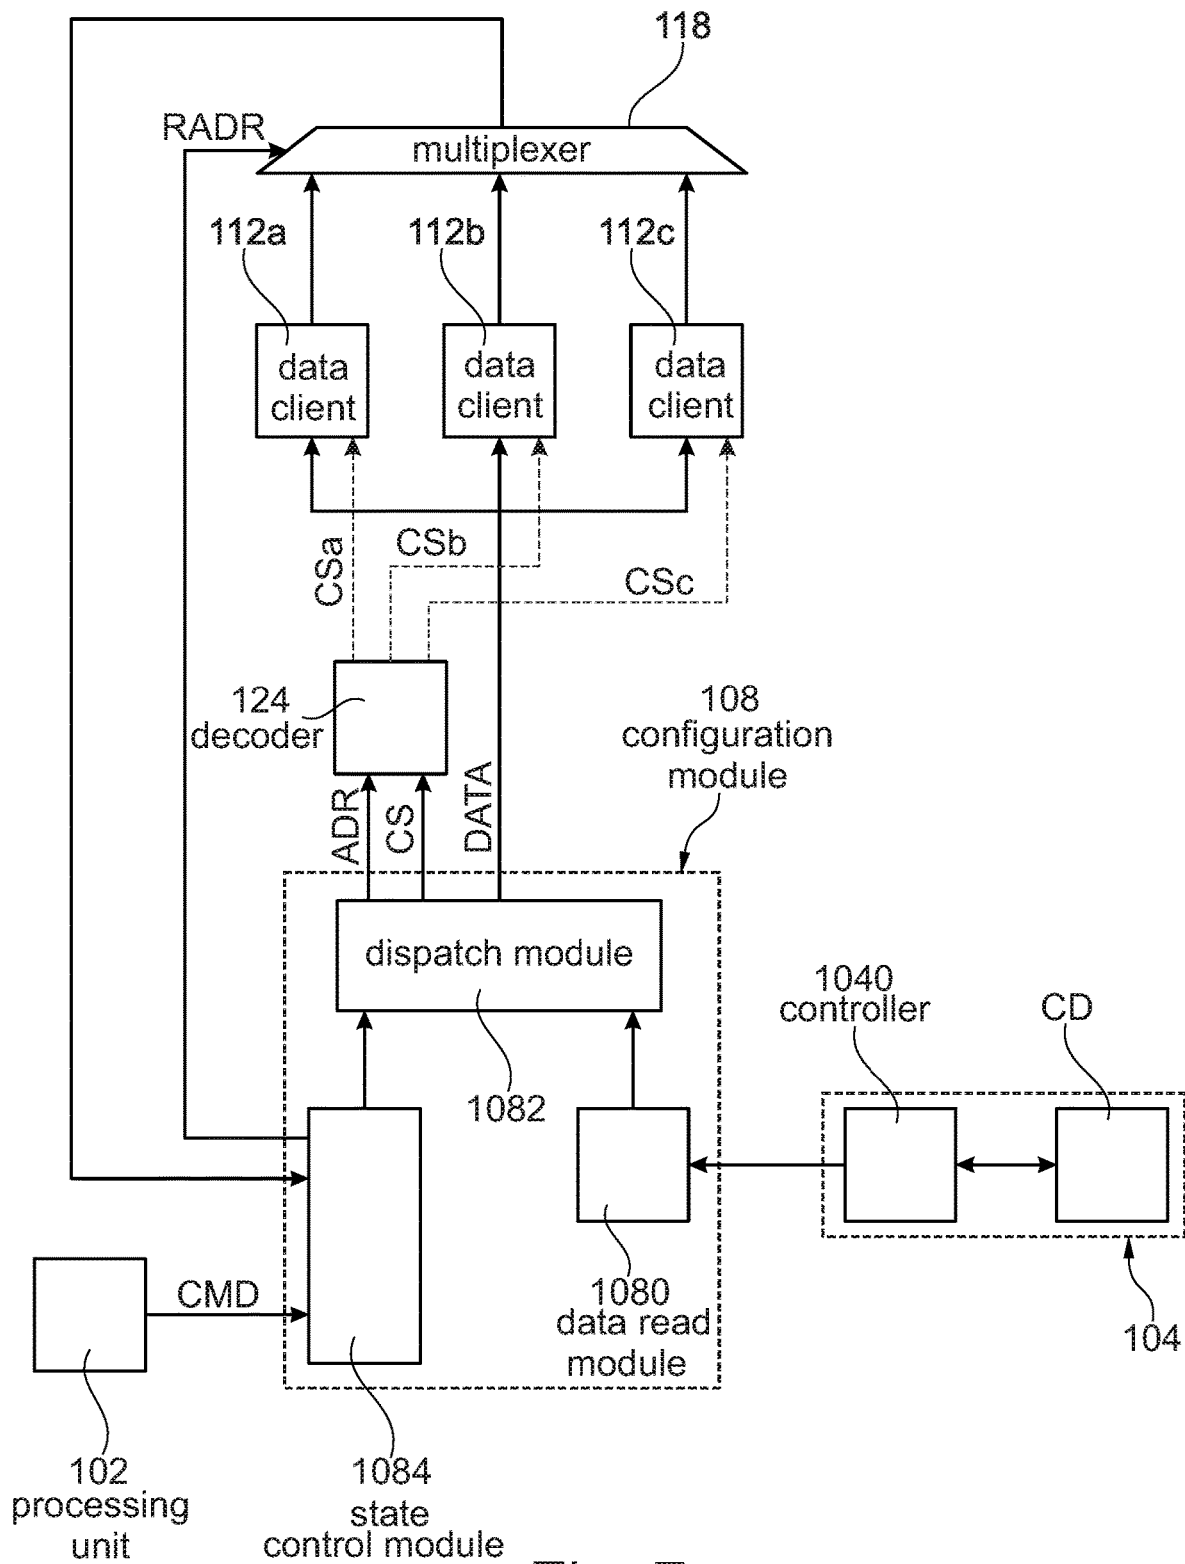 118
RADR
multiplexer
112a
112b
112c
data
client
data
client
data
client
CSa
CSb
CSc
124
decoder
108
configuration
module
ADR
CS
DATA
dispatch module
1040
controller
CD
1082
CMD
1080
data read
module
104
102
processing
unit
1084
state
control module